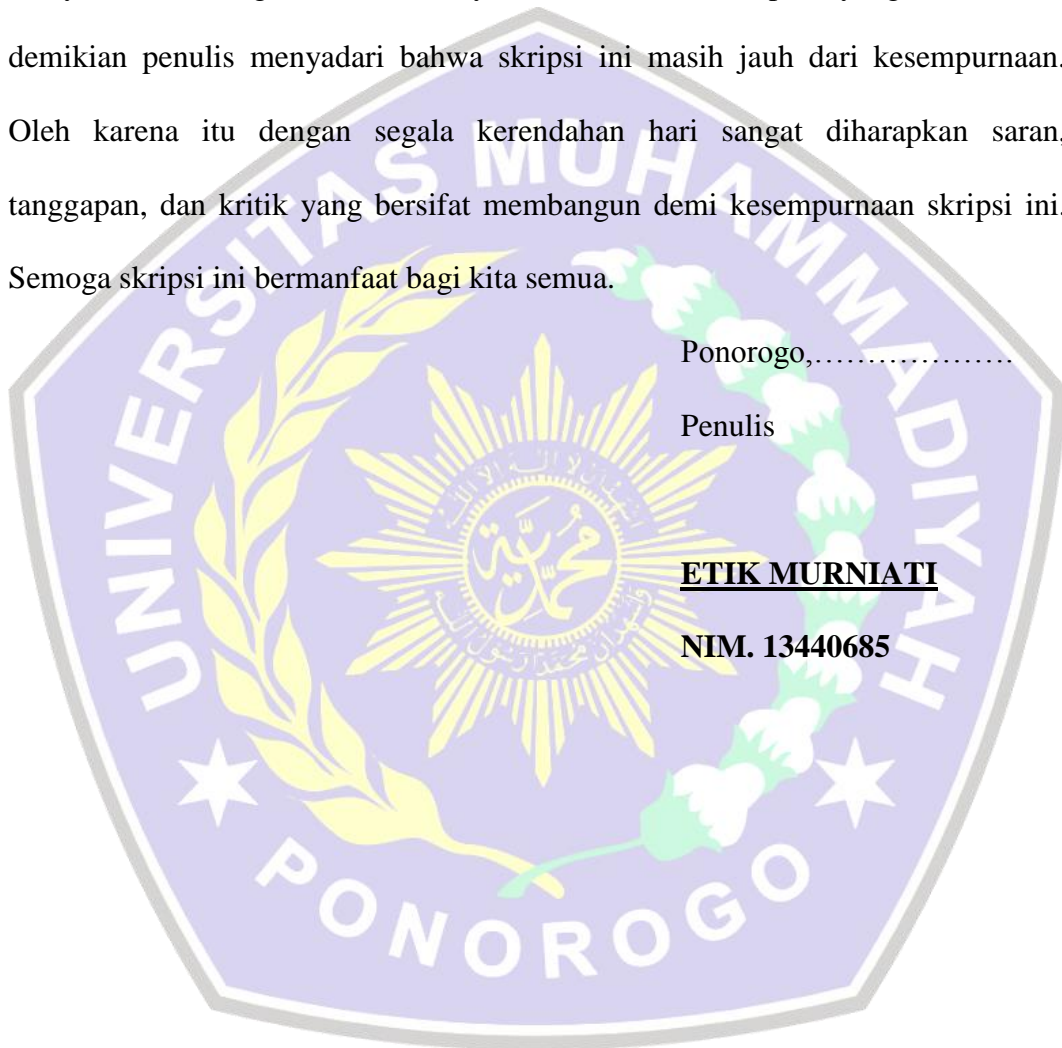 demikian penulis menyadari bahwa skripsi ini masih jauh dari kesempurnaan.
Oleh karena itu dengan segala kerendahan hari sangat diharapkan saran,
tanggapan, dan kritik yang bersifat membangun demi kesempurnaan skripsi ini.
Semoga skripsi ini bermanfaat bagi kita semua.
Ponorogo,...................
Penulis
ETIK MURNIATI
NIM. 13440685
UNIVERSITAS MUHAMMADIYAH
PONOROGO
محمدية